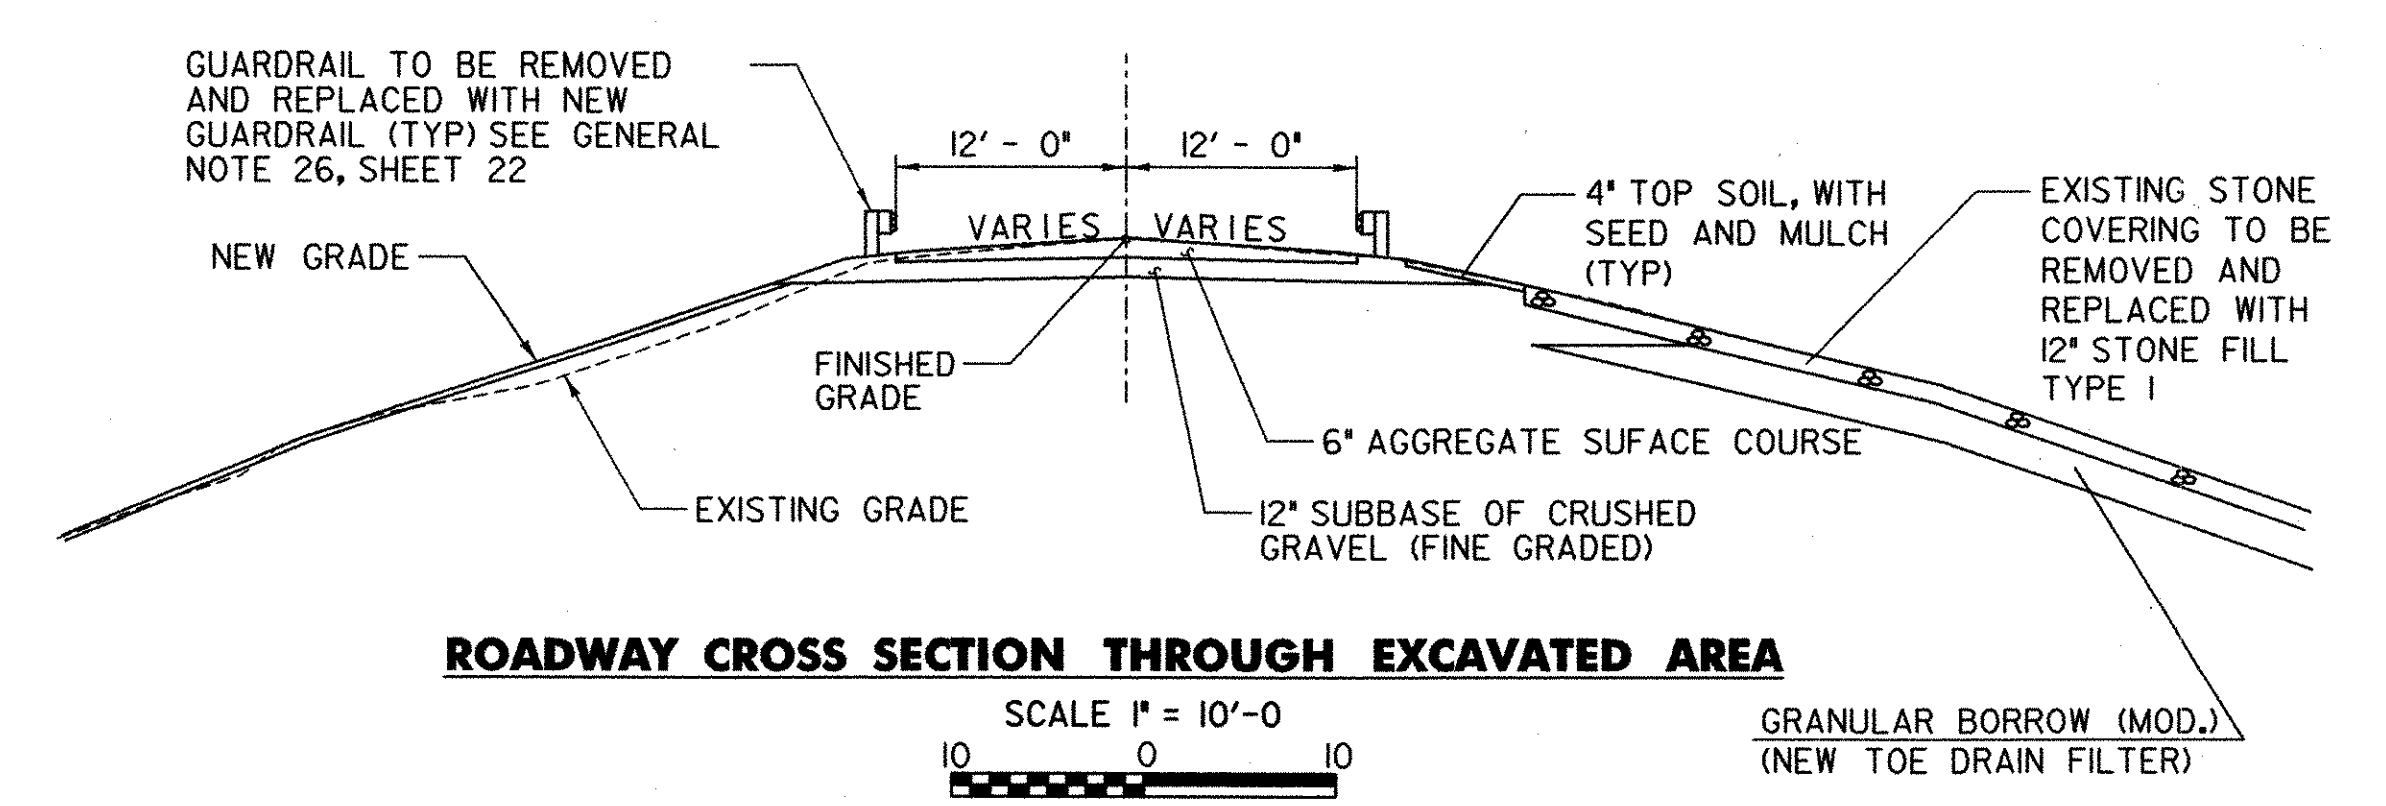 GUARDRAIL TO BE REMOVED
AND REPLACED WITH NEW
GUARDRAIL (TYP) SEE GENERAL
NOTE 26, SHEET 22
12' - 0"
12' - 0"
VARIES
VARIES
4" TOP SOIL, WITH
SEED AND MULCH
(TYP)
EXISTING STONE
COVERING TO BE
REMOVED AND
REPLACED WITH
12" STONE FILL
TYPE I
NEW GRADE
FINISHED
GRADE
6" AGGREGATE SUFACE COURSE
EXISTING GRADE
12" SUBBASE OF CRUSHED
GRAVEL (FINE GRADED)
ROADWAY CROSS SECTION THROUGH EXCAVATED AREA
SCALE 1" = 10'-0
10 0 10
GRANULAR BORROW (MOD.)
(NEW TOE DRAIN FILTER)